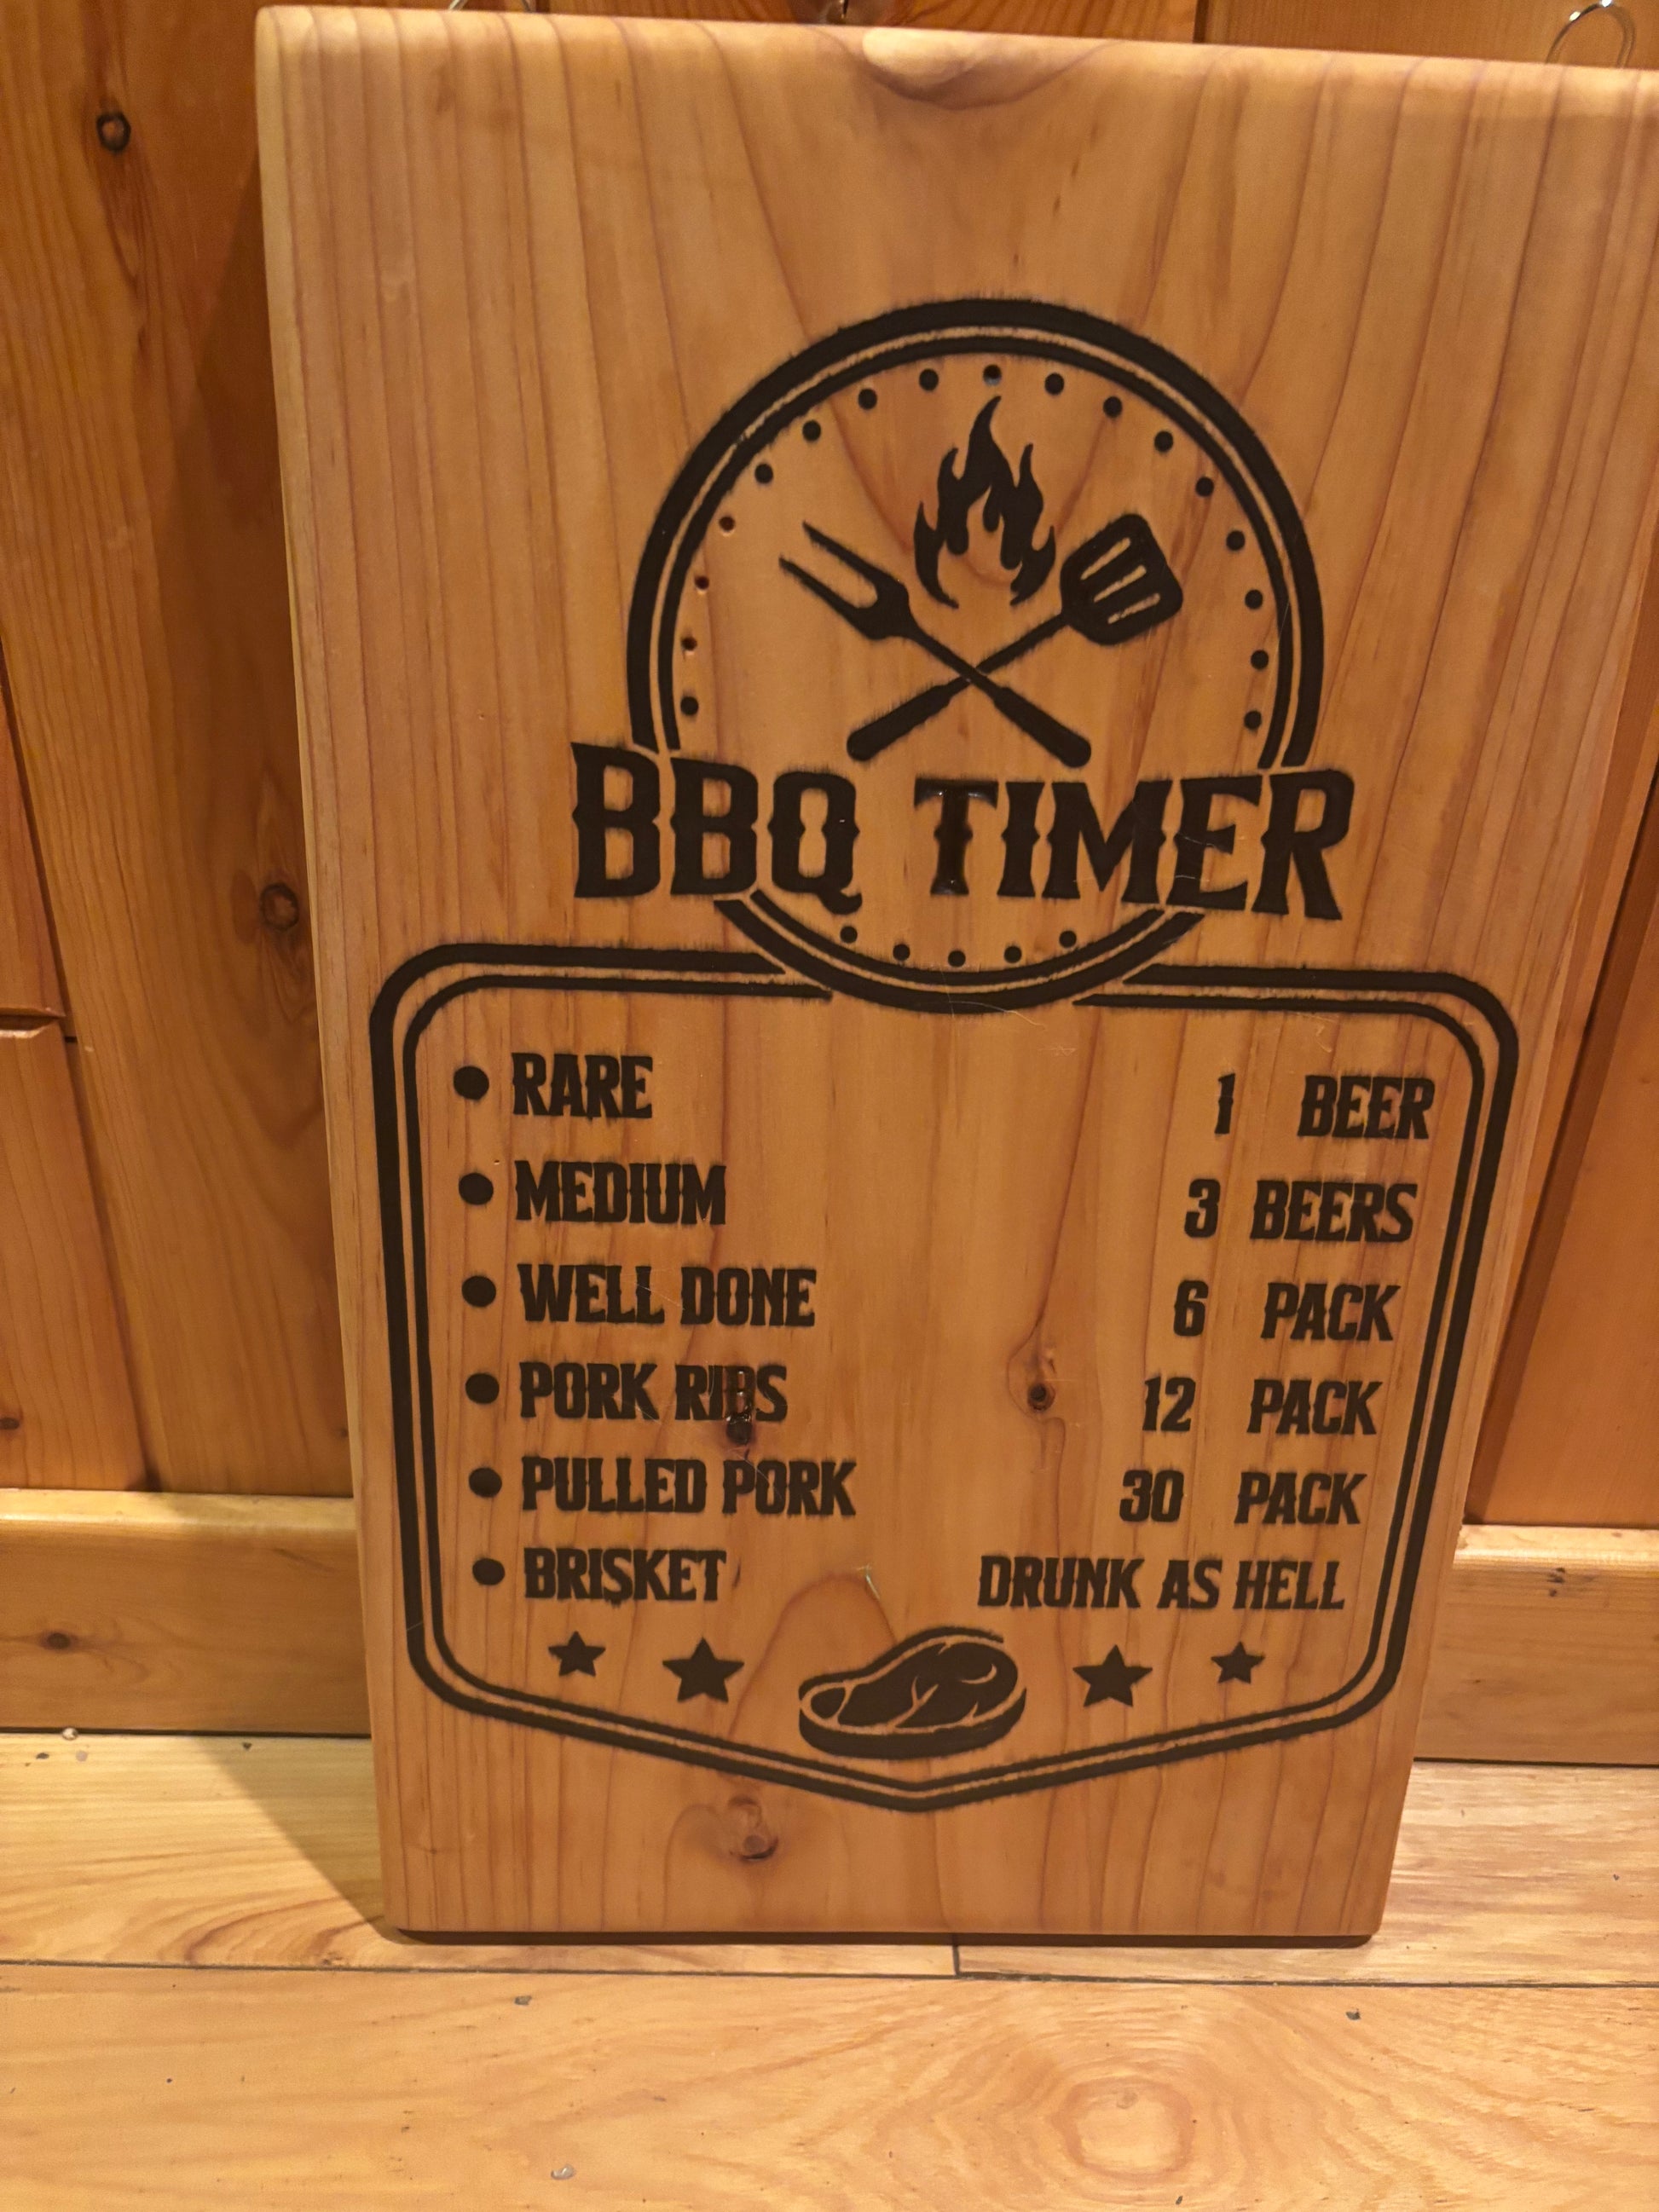 BBQ TIMER
• RARE 1 BEER
• MEDIUM 3 BEERS
• WELL DONE 6 PACK
• PORK RIBS 12 PACK
• PULLED PORK 30 PACK
• BRISKET DRUNK AS HELL